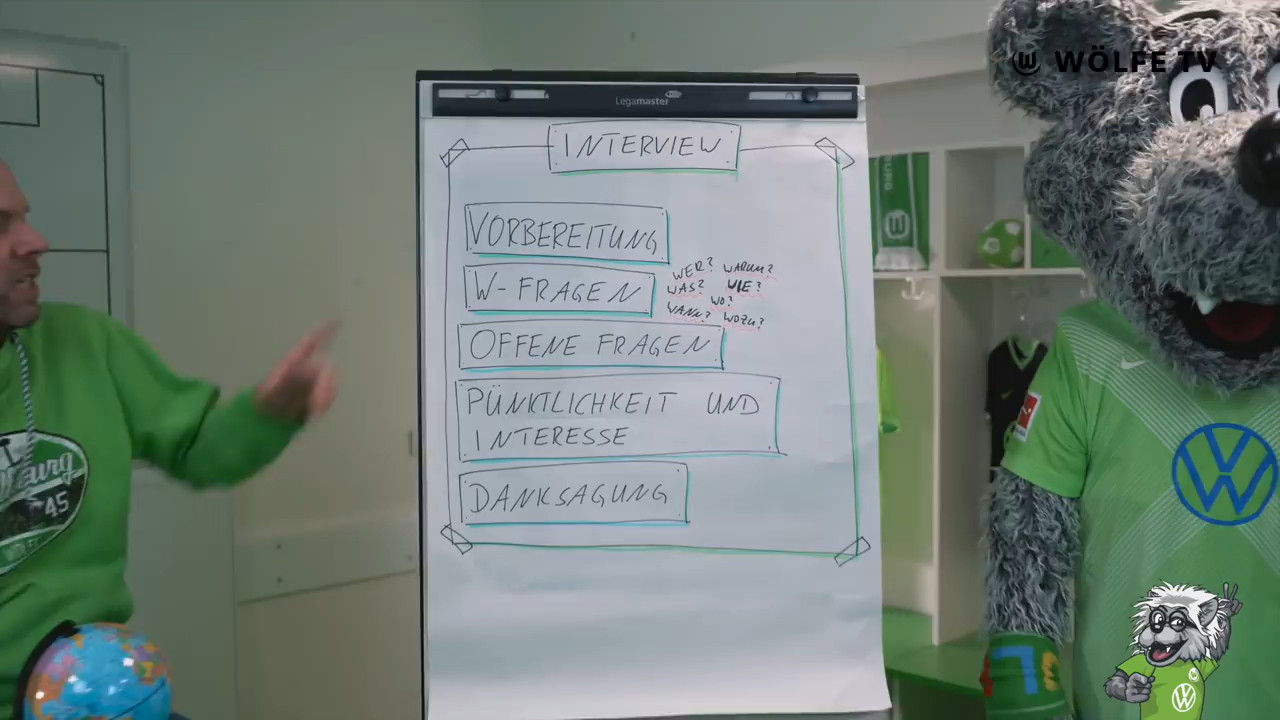 WÖLFE TV
Legamaster
INTERVIEW
VORBEREITUNG
W-FRAGEN
WER? WARUM?
WAS? WIE?
WO?
WANN? WOZU?
OFFENE FRAGEN
PÜNKTLICHKEIT UND
INTERESSE
DANKSAGUNG
45